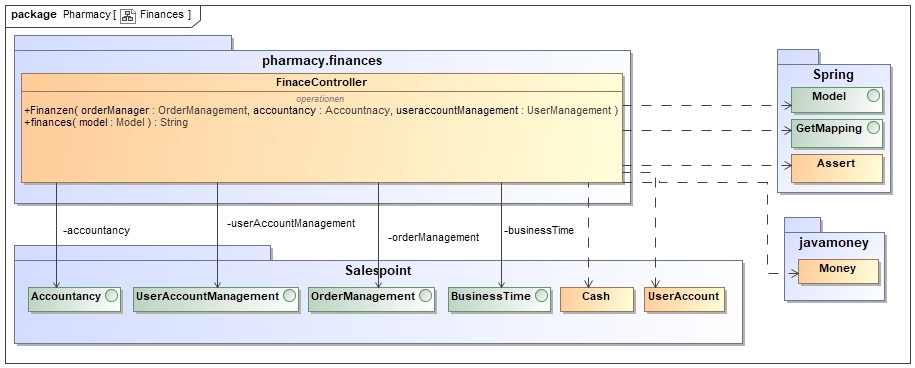 package Pharmacy [ Finances ]
pharmacy.finances
FinaceController
operationen
+Finanzen( orderManager : OrderManagement, accountancy : Accountnacy, useraccountManagement : UserManagement )
+finances( model : Model ) : String
Spring
Model
GetMapping
Assert
javamoney
Money
-accountancy
-userAccountManagement
-orderManagement
-businessTime
Salespoint
Accountancy
UserAccountManagement
OrderManagement
BusinessTime
Cash
UserAccount